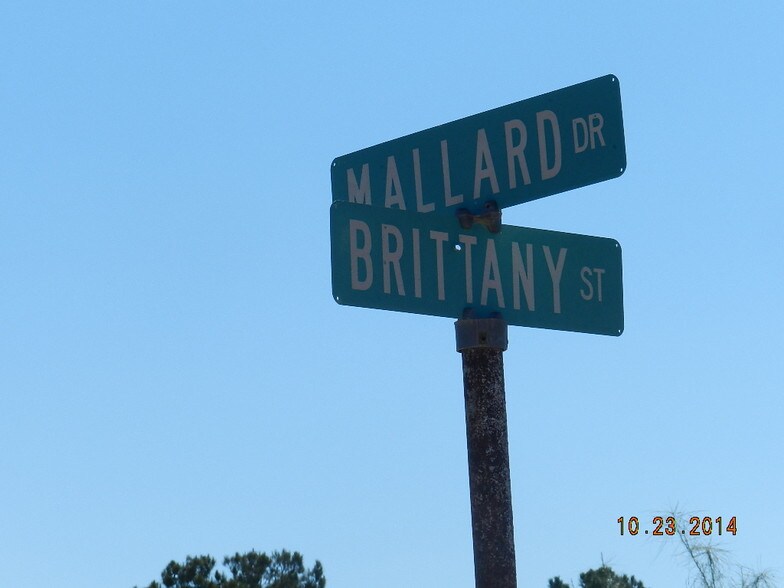 MALLARD DR
BRITTANY ST
10.23.2014